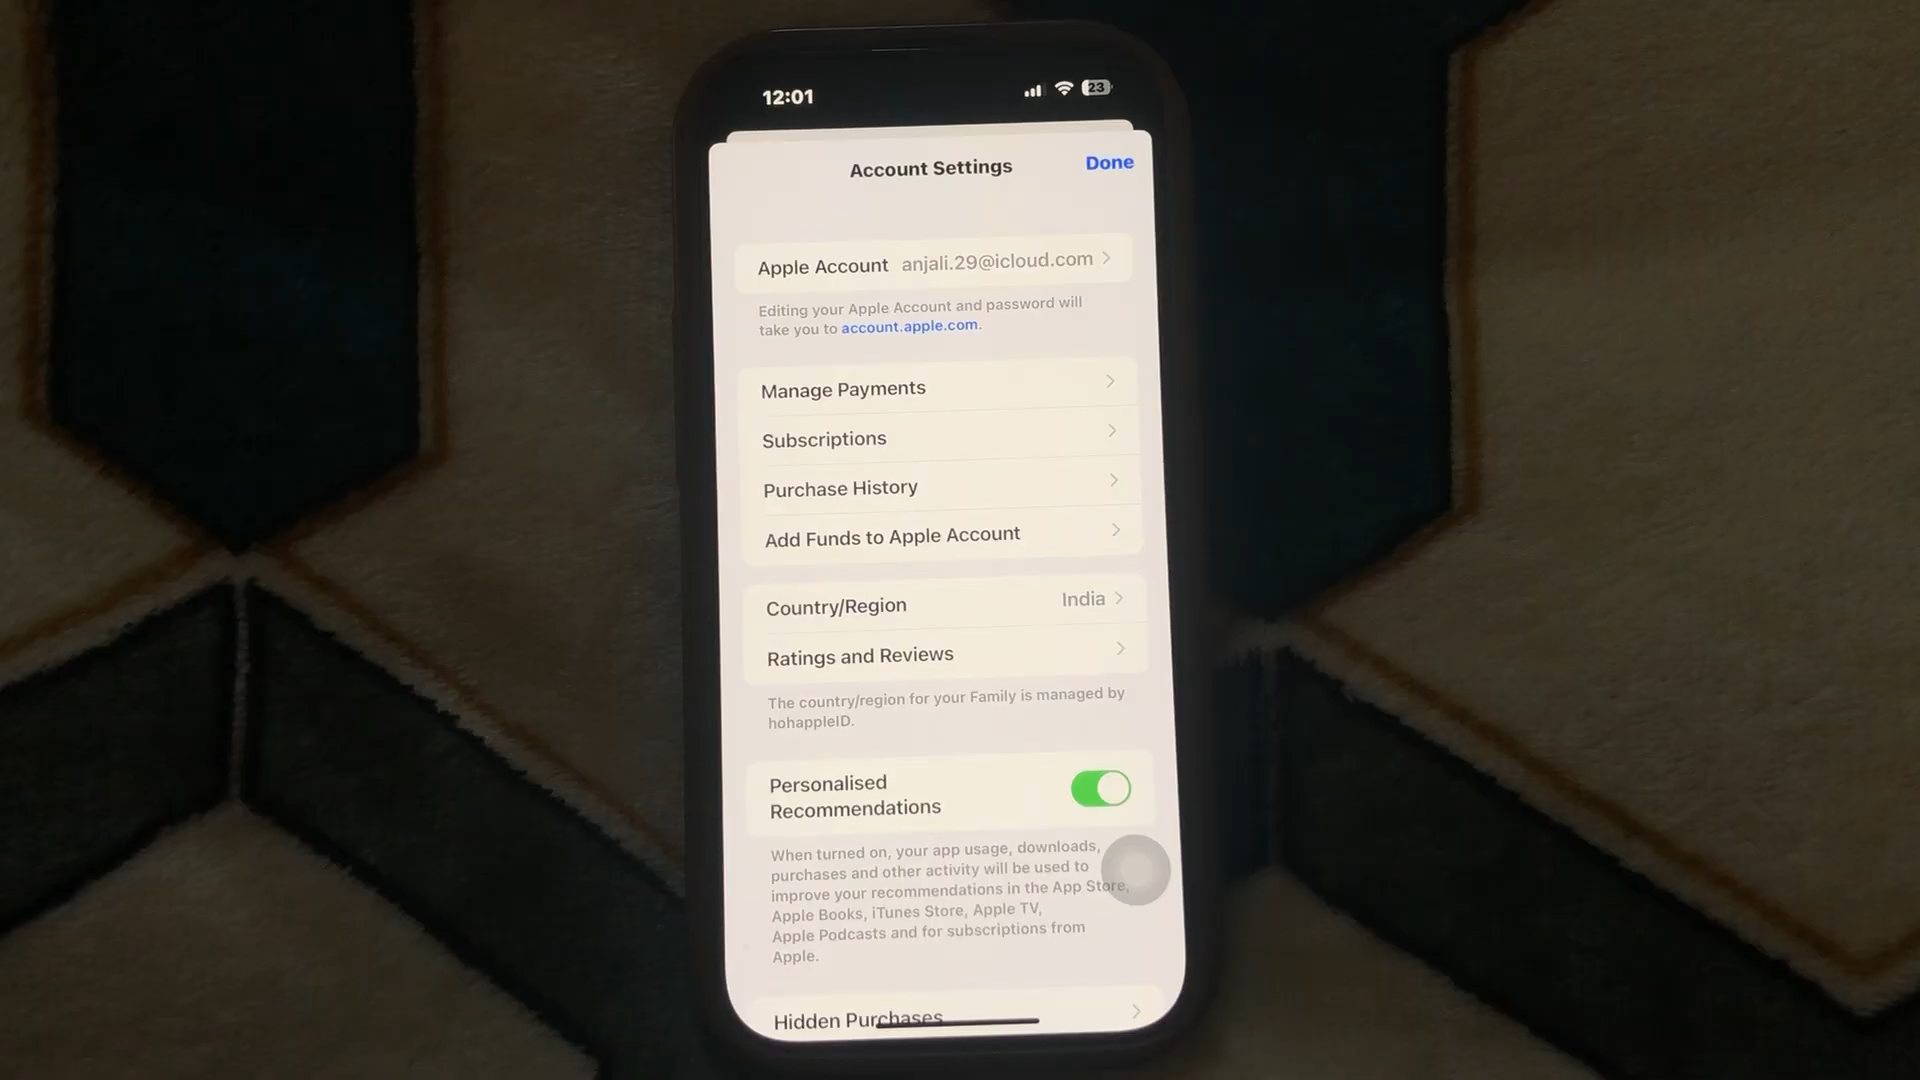 12:01
23
Account Settings
Done
Apple Account anjali.29@icloud.com
Editing your Apple Account and password will
take you to account.apple.com.
Manage Payments
Subscriptions
Purchase History
Add Funds to Apple Account
Country/Region India
Ratings and Reviews
The country/region for your Family is managed by
hohappleID.
Personalised
Recommendations
When turned on, your app usage, downloads,
purchases and other activity will be used to
improve your recommendations in the App Store,
Apple Books, iTunes Store, Apple TV,
Apple Podcasts and for subscriptions from
Apple.
Hidden Purchases